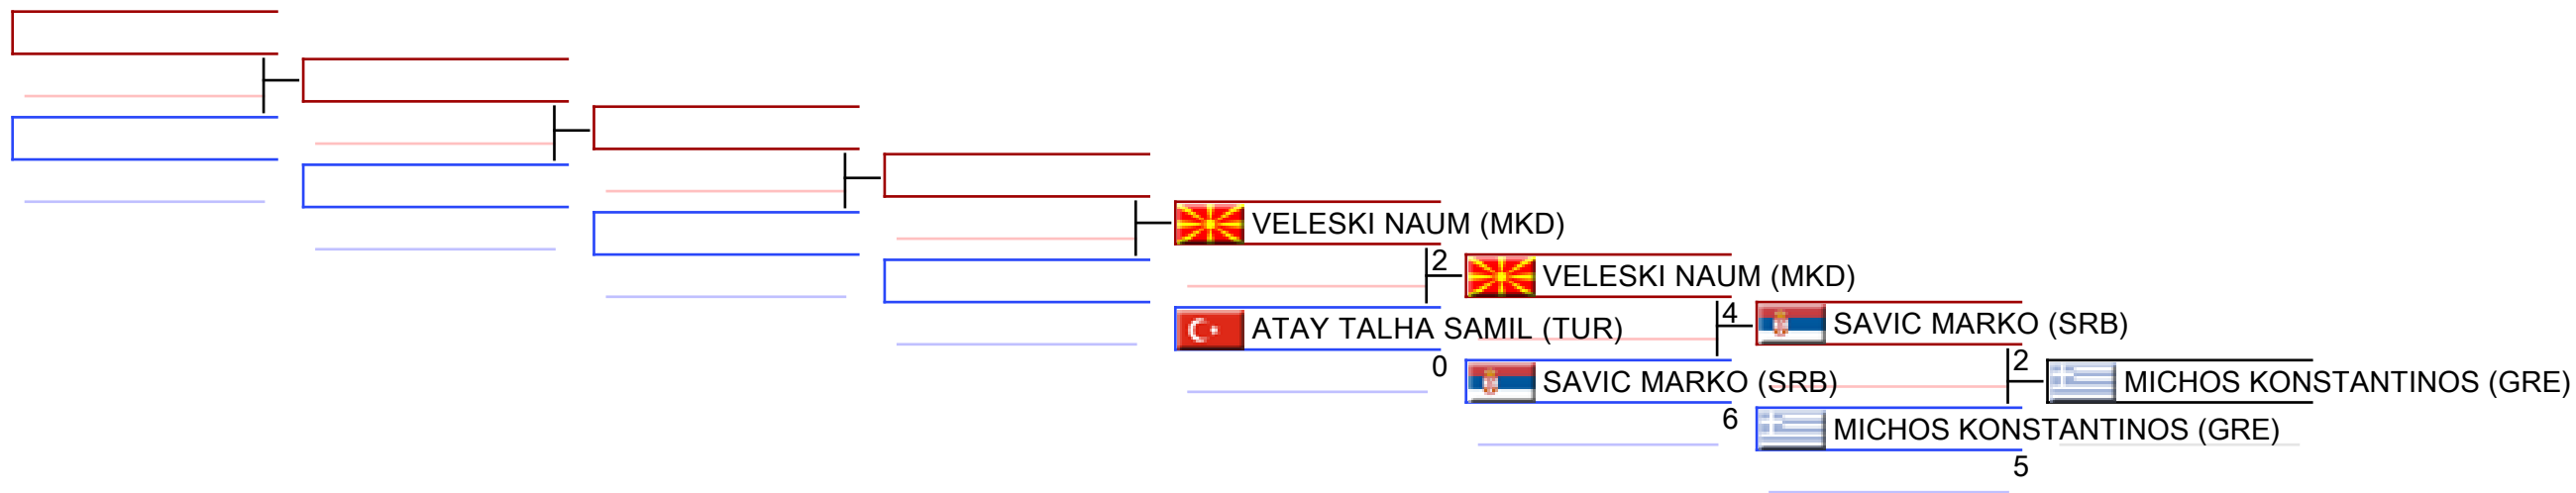 VELESKI NAUM (MKD)
2
VELESKI NAUM (MKD)
ATAY TALHA SAMIL (TUR)
0
4
SAVIC MARKO (SRB)
SAVIC MARKO (SRB)
6
2
MICHOS KONSTANTINOS (GRE)
MICHOS KONSTANTINOS (GRE)
5